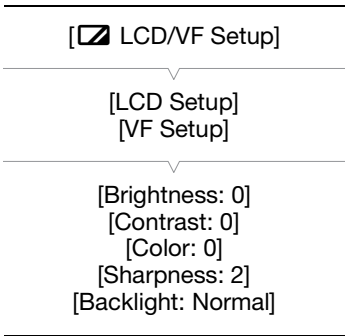 [ LCD/VF Setup]
[LCD Setup]
[VF Setup]
[Brightness: 0]
[Contrast: 0]
[Color: 0]
[Sharpness: 2]
[Backlight: Normal]